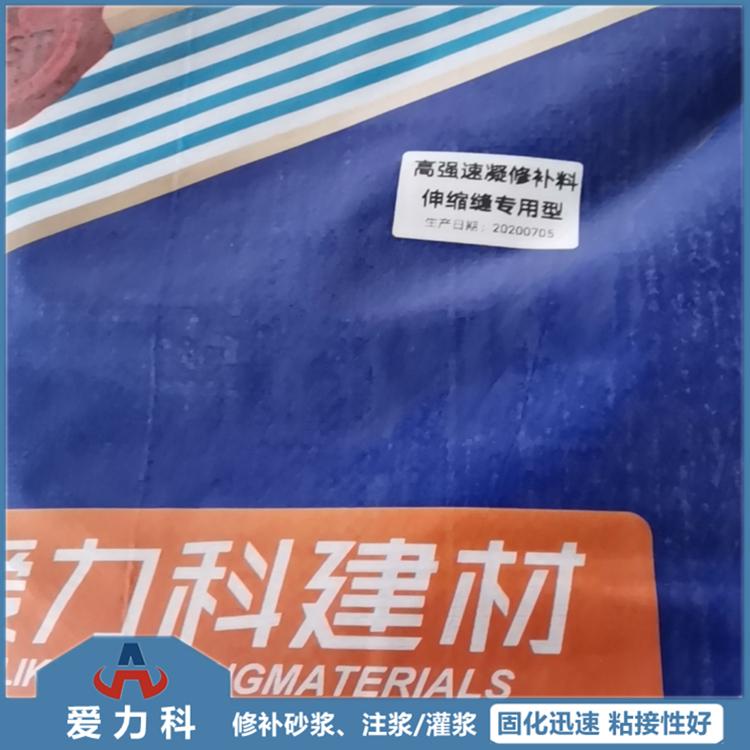 高强速凝修补料
伸缩缝专用型
生产日期：20200705
爱力科建材
GMATERIALS
爱力科
修补砂浆、注浆/灌浆
固化迅速 粘接性好